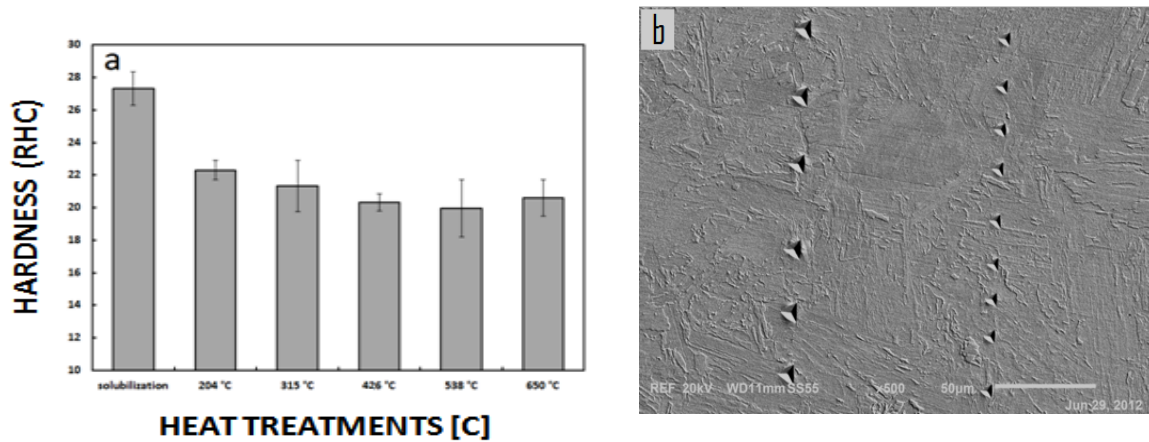 a
30
28
26
24
22
20
18
16
14
12
10
HARDNESS (RHC)
solubilization 204 °C 315 °C 426 °C 538 °C 650 °C
HEAT TREATMENTS [C]
b
REF 20kV WD11mm SS55 x500 50µm
Jun 29, 2012